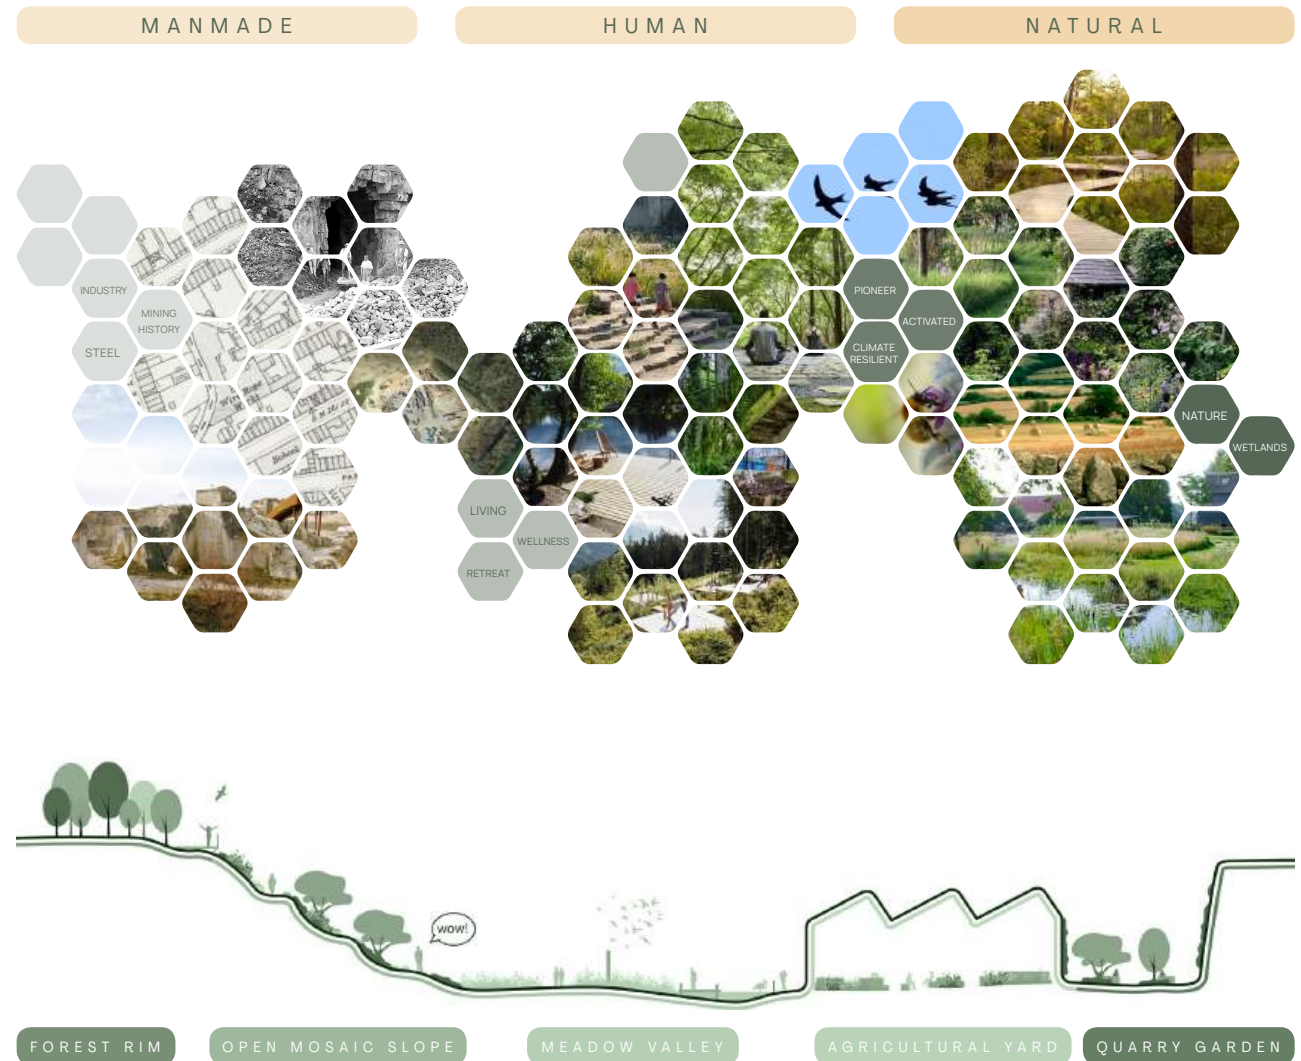 MANMADE
HUMAN
NATURAL
INDUSTRY
MINING
HISTORY
STEEL
PIONEER
ACTIVATED
CLIMATE
RESILIENT
NATURE
WETLANDS
LIVING
WELLNESS
RETREAT
School
wow!
FOREST RIM
OPEN MOSAIC SLOPE
MEADOW VALLEY
AGRICULTURAL YARD
QUARRY GARDEN